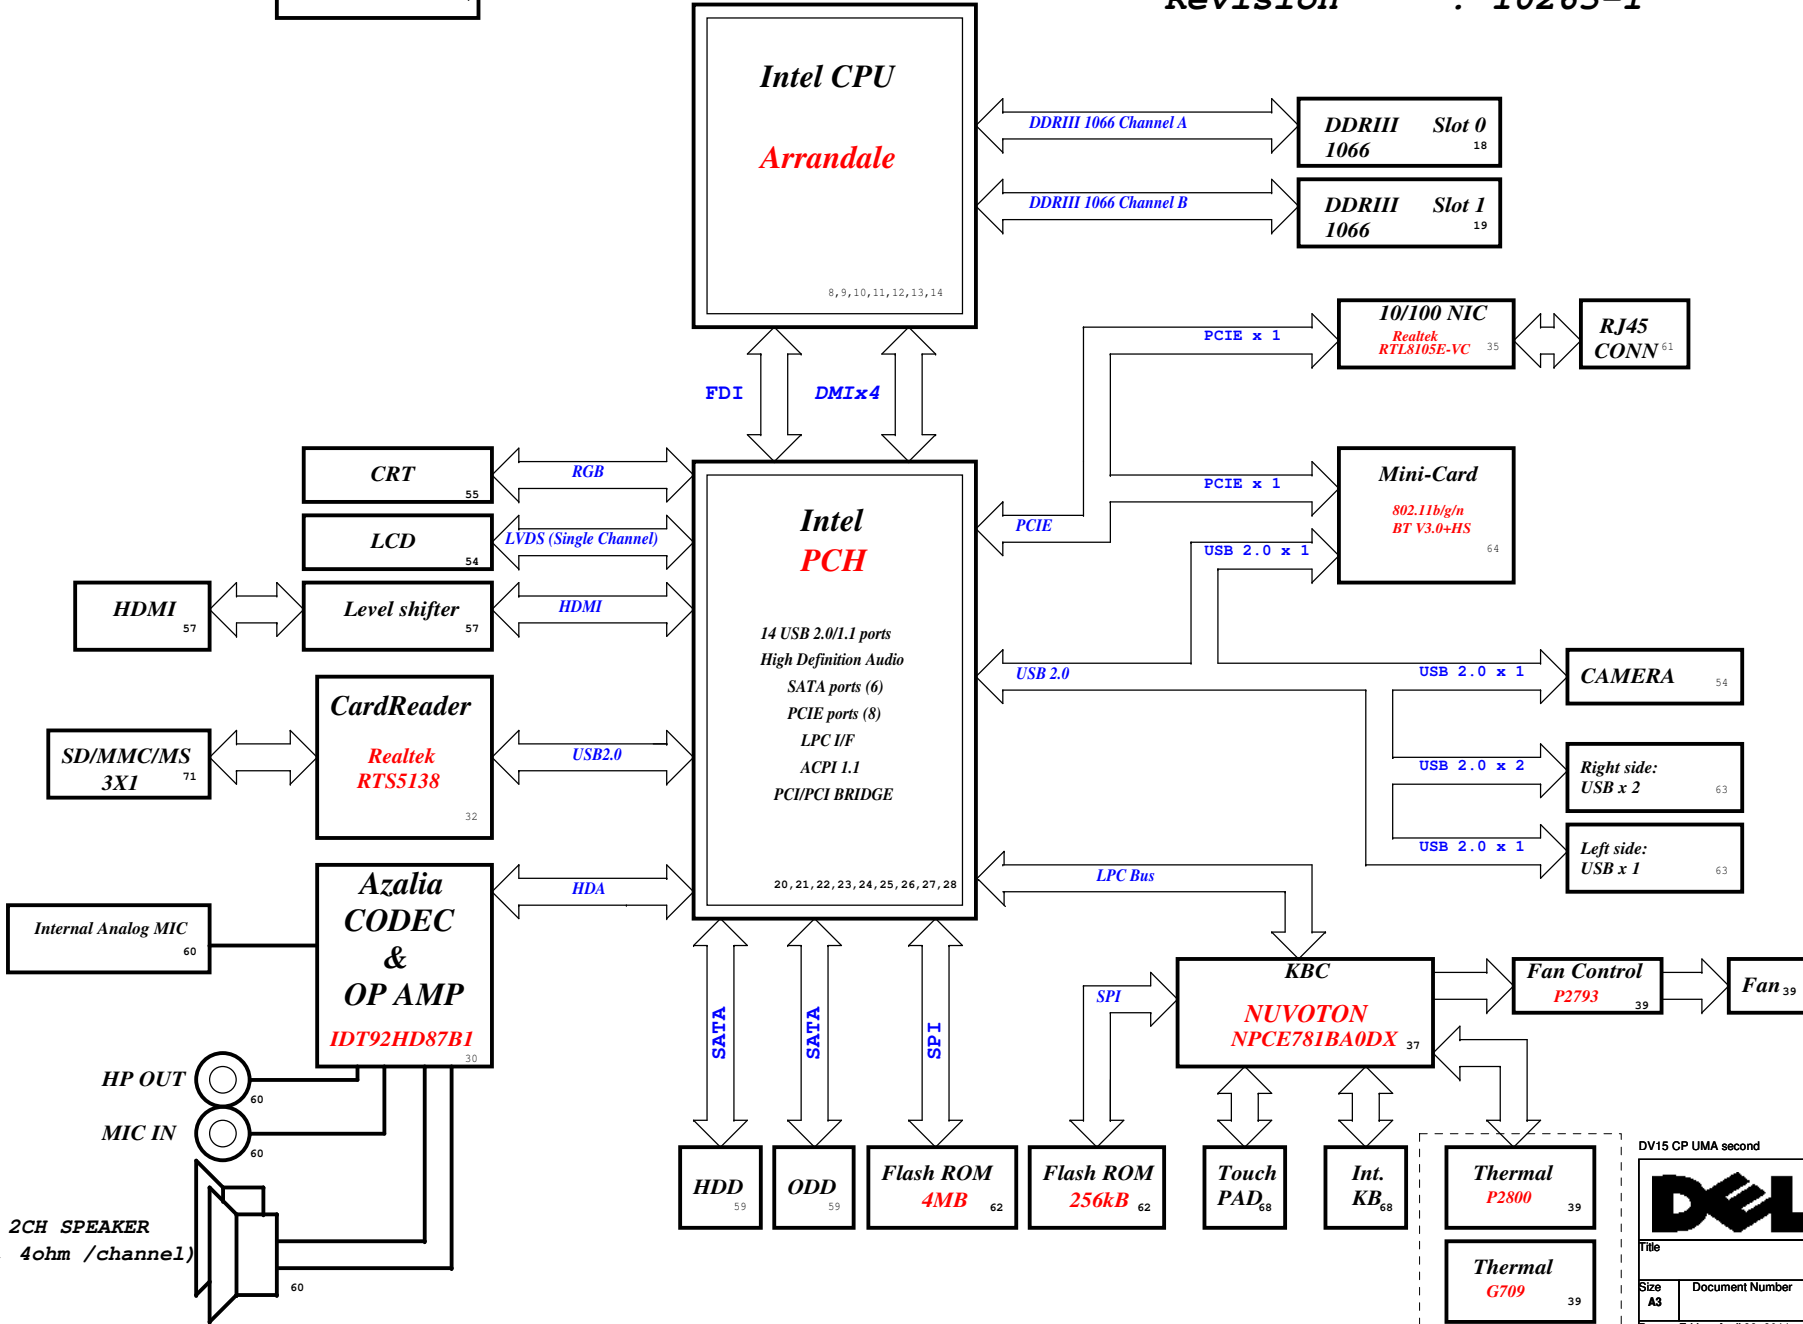 Revision : 10263-1
Intel CPU
Arrandale
8,9,10,11,12,13,14
DDRIII 1066 Channel A
DDRIII Slot 0
1066 18
DDRIII 1066 Channel B
DDRIII Slot 1
1066 19
FDI
DMIx4
PCIE x 1
10/100 NIC
Realtek
RTL8105E-VC 35
RJ45
CONN 61
CRT
55
RGB
LCD
54
LVDS (Single Channel)
HDMI
57
Level shifter
57
HDMI
Intel
PCH
14 USB 2.0/1.1 ports
High Definition Audio
SATA ports (6)
PCIE ports (8)
LPC I/F
ACPI 1.1
PCI/PCI BRIDGE
20,21,22,23,24,25,26,27,28
PCIE
PCIE x 1
Mini-Card
802.11b/g/n
BT V3.0+HS
64
USB 2.0 x 1
USB 2.0
USB 2.0 x 1
CAMERA 54
USB 2.0 x 2
Right side:
USB x 2 63
USB 2.0 x 1
Left side:
USB x 1 63
SD/MMC/MS
3X1 71
CardReader
Realtek
RTS5138
32
USB2.0
Internal Analog MIC
60
Azalia
CODEC
&
OP AMP
IDT92HD87B1
30
HDA
HP OUT
60
MIC IN
60
2CH SPEAKER
4ohm /channel)
60
LPC Bus
SATA
SATA
SPI
SPI
KBC
NUVOTON
NPCE781BA0DX 37
Fan Control
P2793
39
Fan 39
HDD
59
ODD
59
Flash ROM
4MB 62
Flash ROM
256kB 62
Touch
PAD 68
Int.
KB 68
Thermal
P2800
39
Thermal
G709
39
DV15 CP UMA second
DELL
Title
Size
A3
Document Number